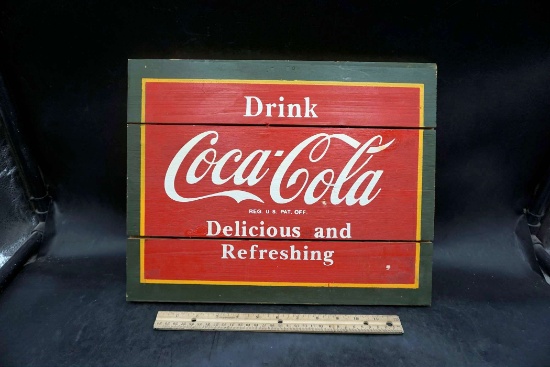 Drink
Coca-Cola
REG. U.S. PAT. OFF.
Delicious and
Refreshing